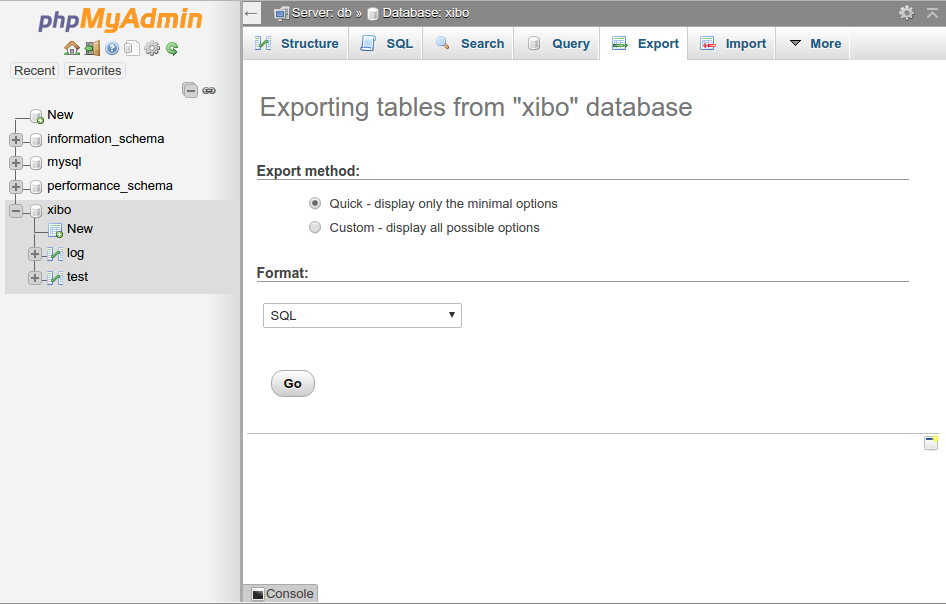 phpMyAdmin
Recent Favorites
New
information_schema
mysql
performance_schema
xibo
New
log
test
Server: db » Database: xibo
Structure SQL Search Query Export Import More
Exporting tables from "xibo" database
Export method:
Quick - display only the minimal options
Custom - display all possible options
Format:
SQL
Go
Console